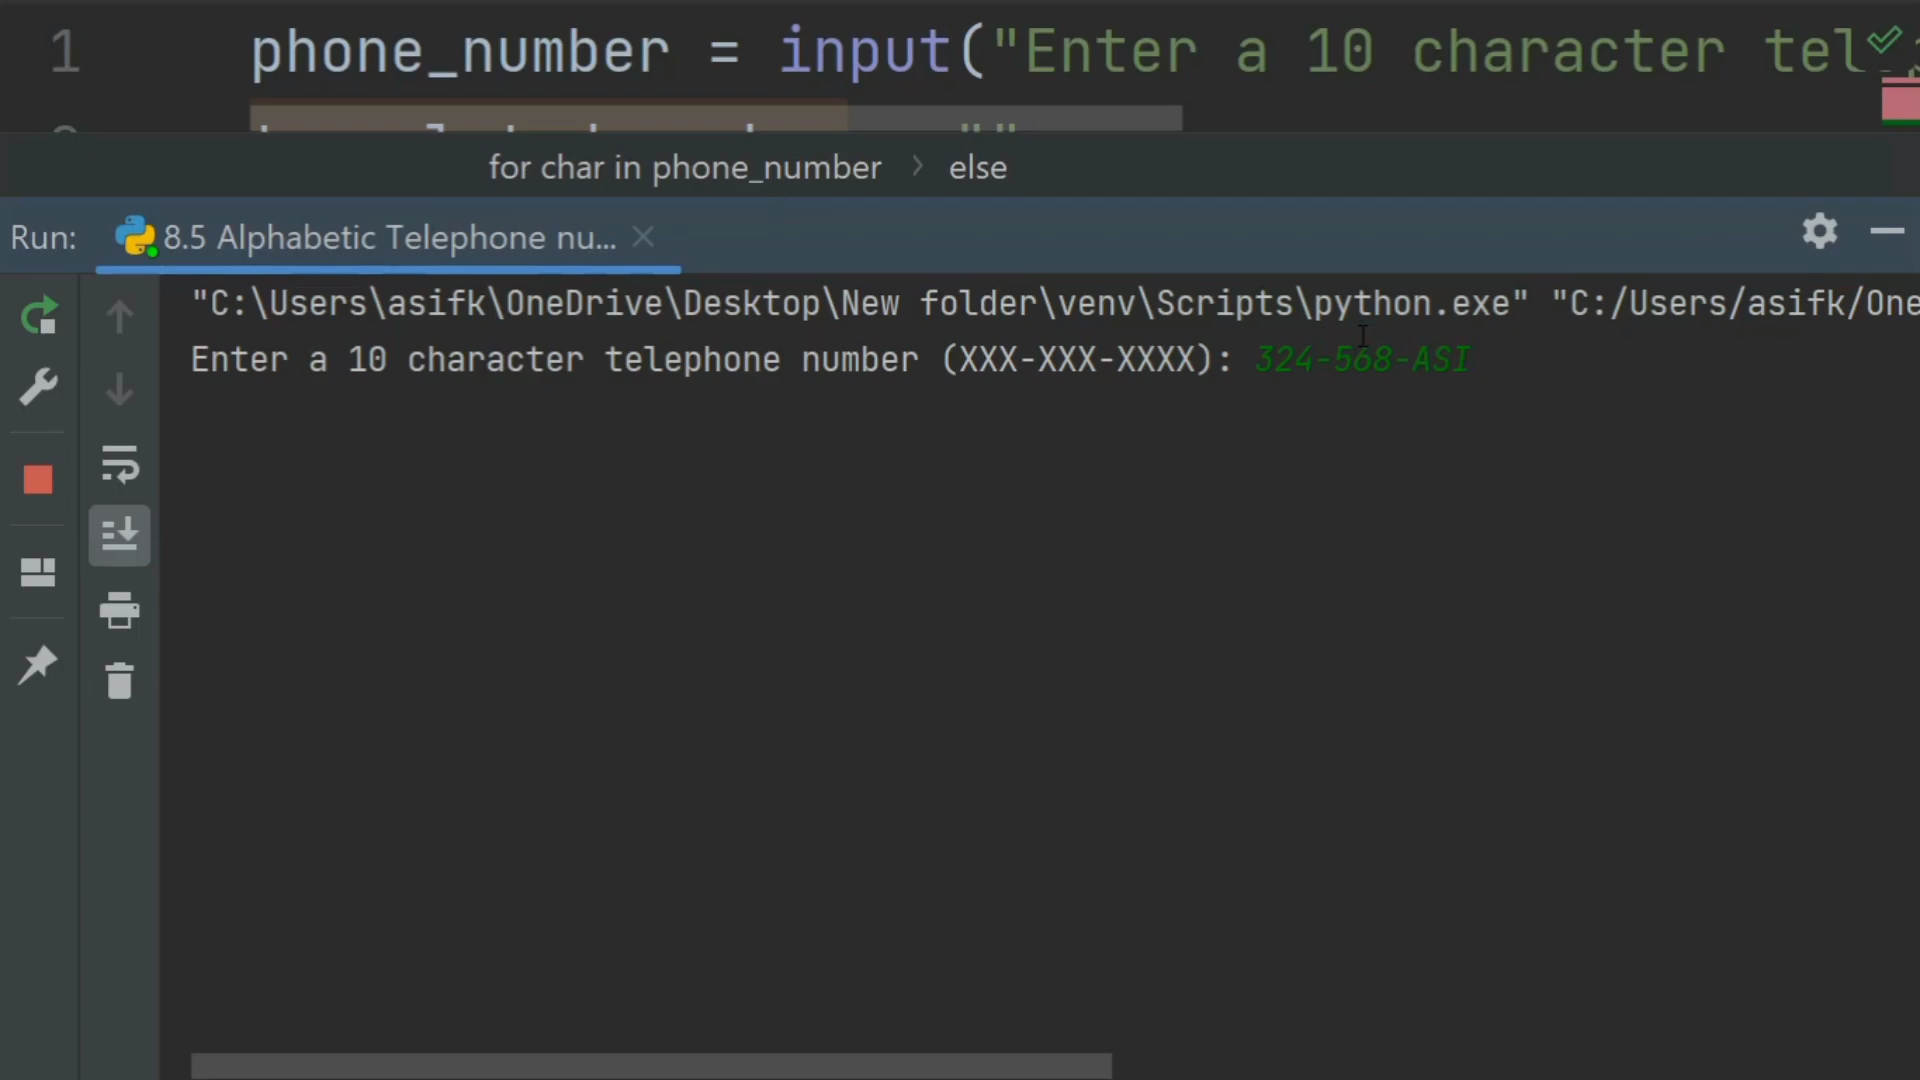 1 phone_number = input("Enter a 10 character tel
for char in phone_number > else
Run: 8.5 Alphabetic Telephone nu...
"C:\Users\asifk\OneDrive\Desktop\New folder\venv\Scripts\python.exe" "C:/Users/asifk/One
Enter a 10 character telephone number (XXX-XXX-XXXX): 324-568-ASI